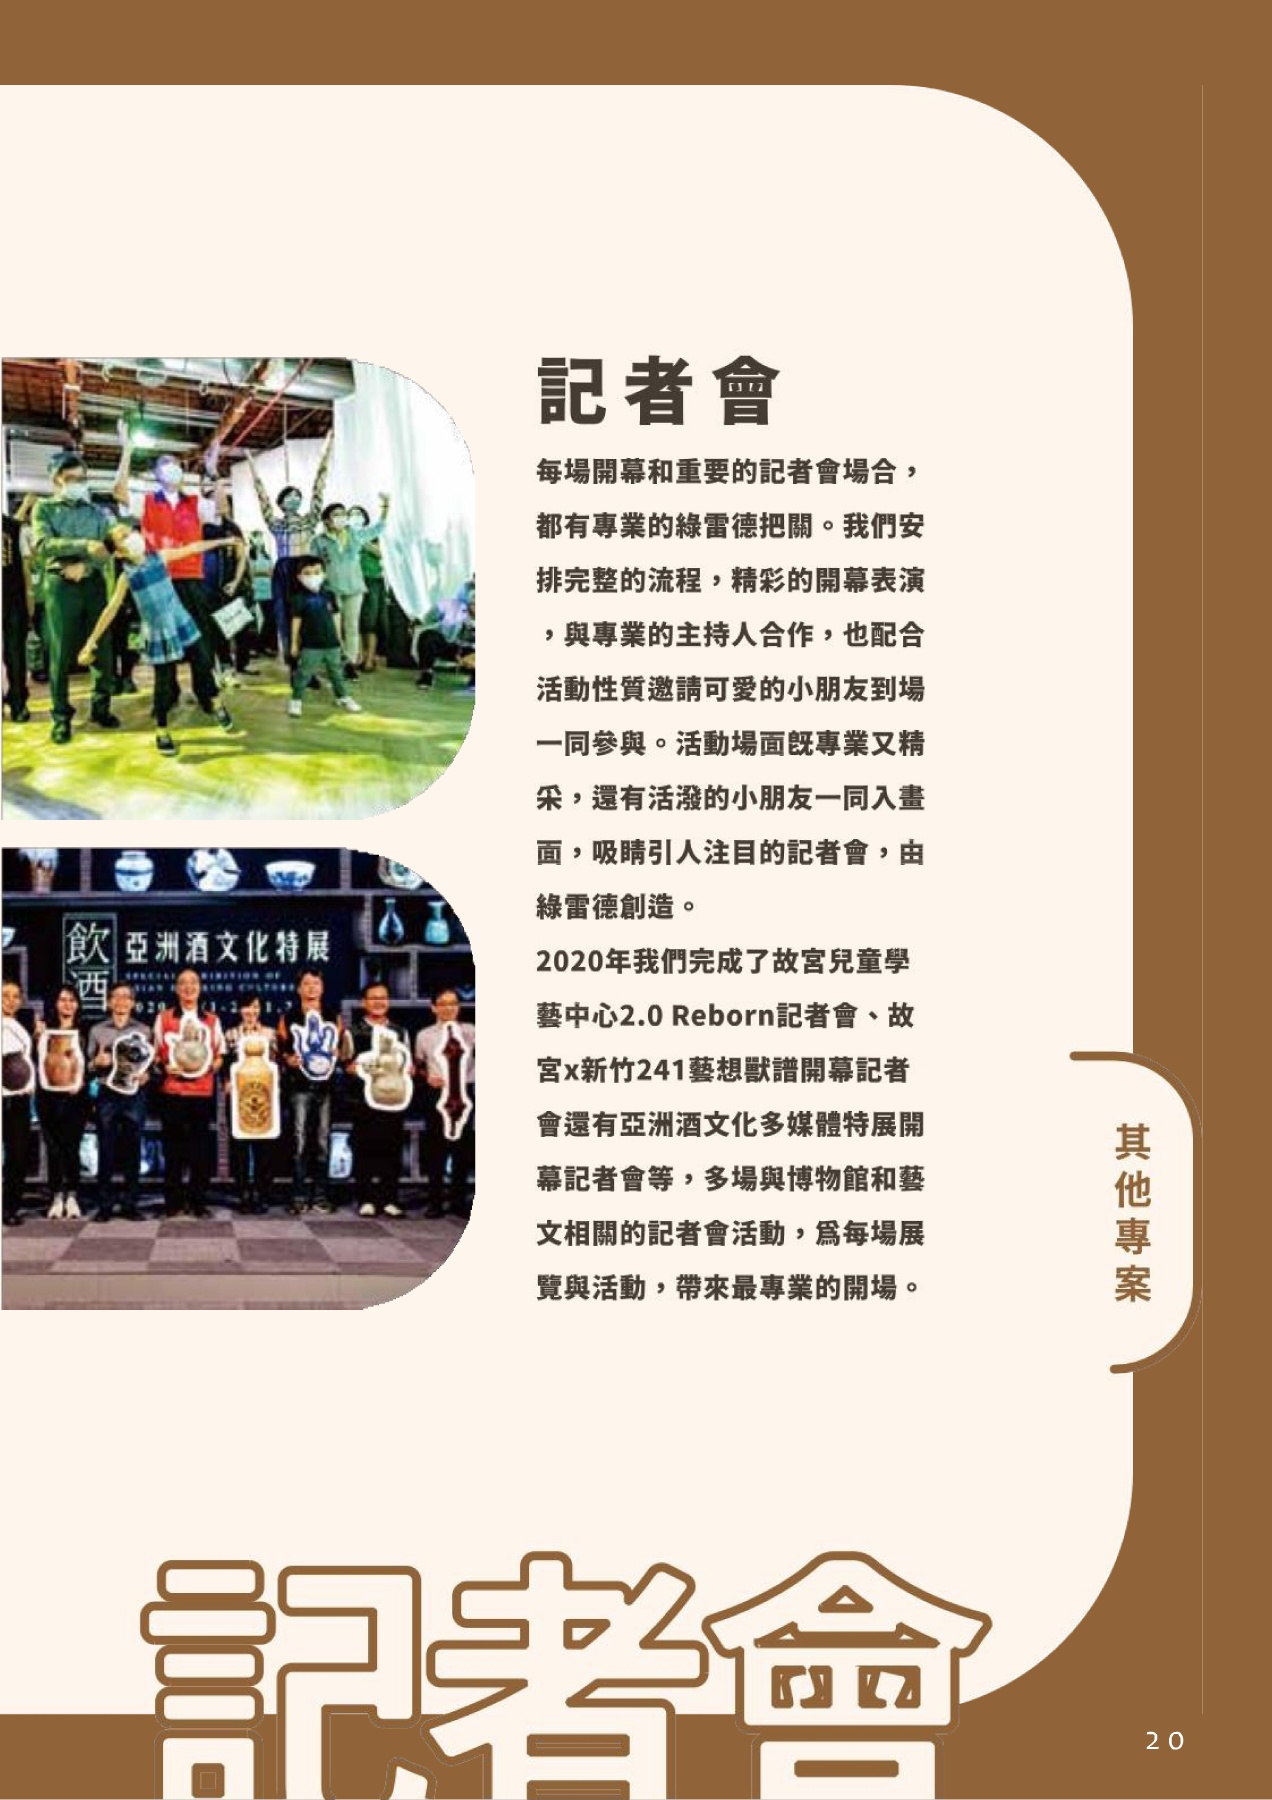 記者會
每場開幕和重要的記者會場合，
都有專業的綠雷德把關。我們安
排完整的流程，精彩的開幕表演
，與專業的主持人合作，也配合
活動性質邀請可愛的小朋友到場
一同參與。活動場面既專業又精
采，還有活潑的小朋友一同入畫
面，吸睛引人注目的記者會，由
綠雷德創造。
2020年我們完成了故宮兒童學
藝中心2.0 Reborn記者會、故
宮x新竹241藝想獸譜開幕記者
會還有亞洲酒文化多媒體特展開
幕記者會等，多場與博物館和藝
文相關的記者會活動，為每場展
覽與活動，帶來最專業的開場。
飲酒
亞洲酒文化特展
其他專案
記者會
20